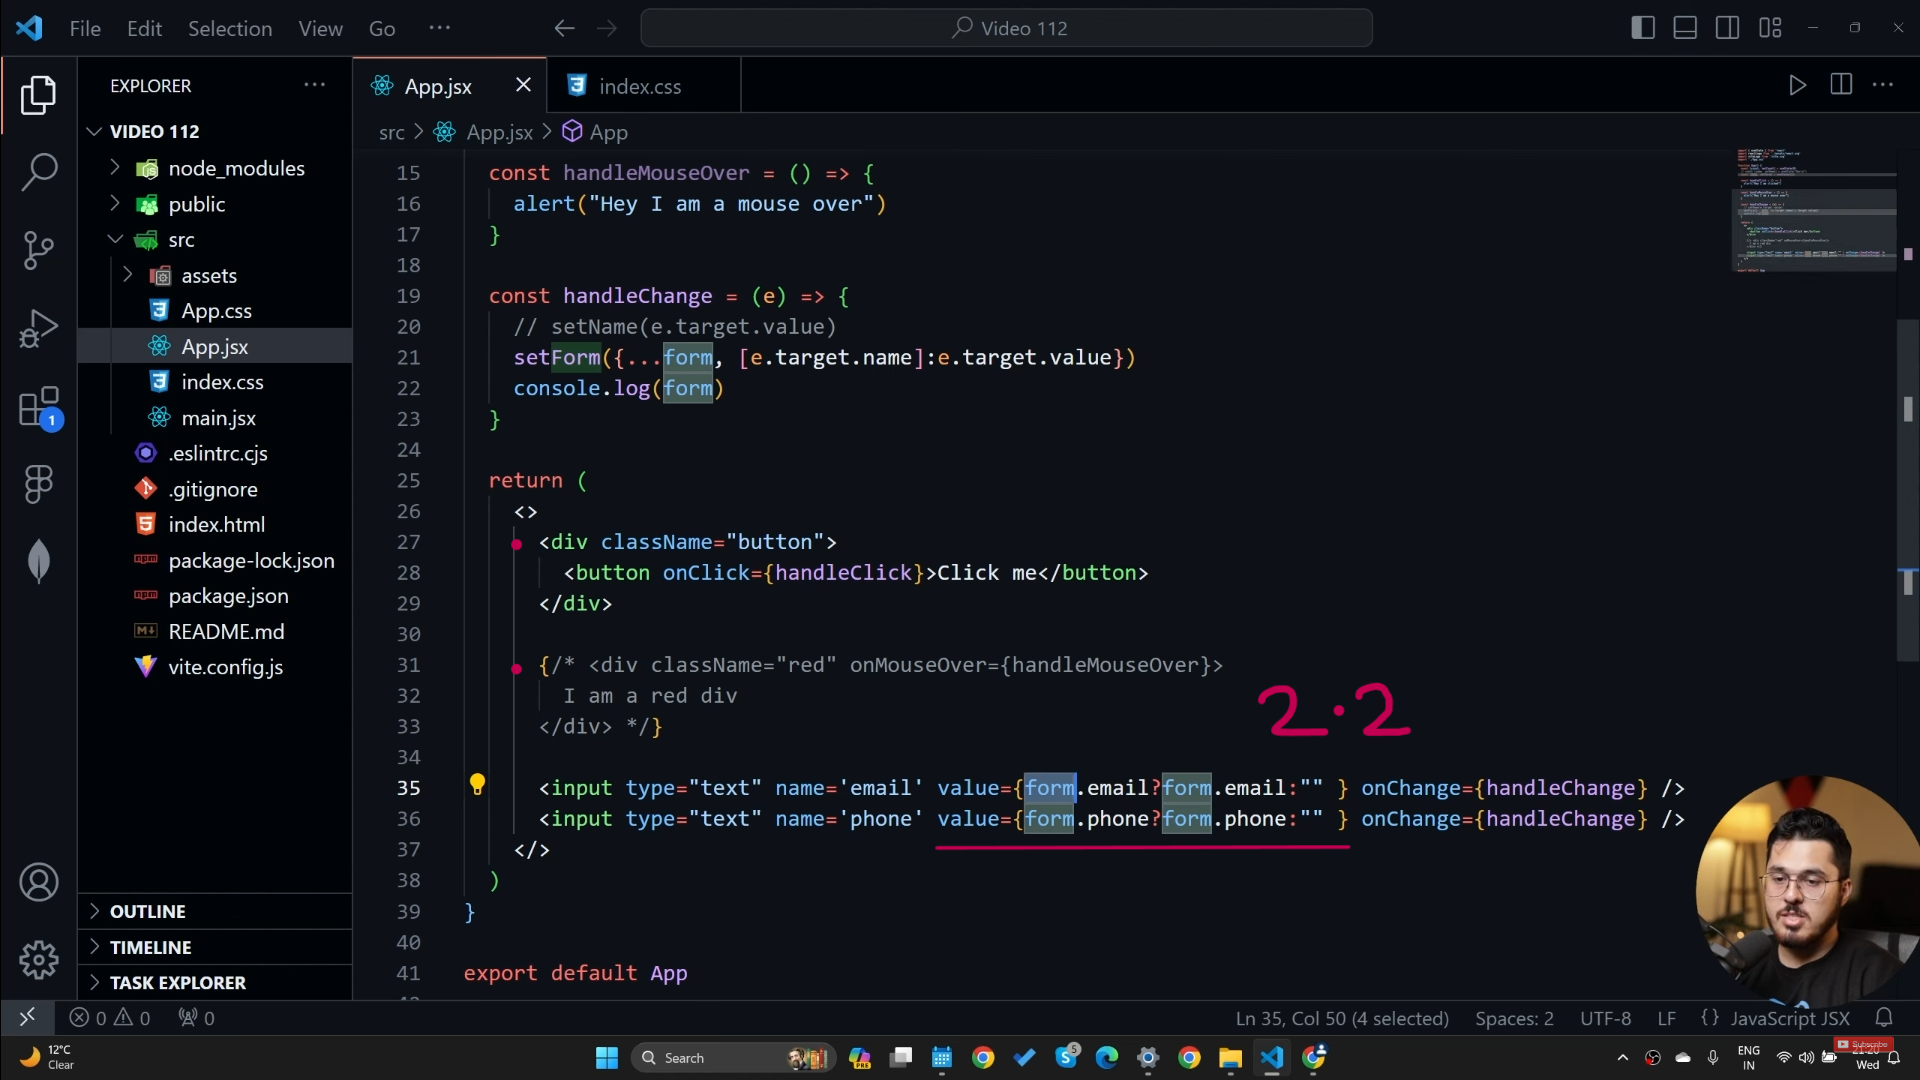 File Edit Selection View Go ··· Video 112
EXPLORER ···
VIDEO 112
node_modules
public
src
assets
App.css
App.jsx
index.css
main.jsx
.eslintrc.cjs
.gitignore
index.html
package-lock.json
package.json
README.md
vite.config.js
OUTLINE
TIMELINE
TASK EXPLORER
1
App.jsx index.css
src > App.jsx > App
15 const handleMouseOver = () => {
16 alert("Hey I am a mouse over")
17 }
18
19 const handleChange = (e) => {
20 // setName(e.target.value)
21 setForm({...form, [e.target.name]:e.target.value})
22 console.log(form)
23 }
24
25 return (
26 <>
27 <div className="button">
28 <button onClick={handleClick}>Click me</button>
29 </div>
30
31 {/* <div className="red" onMouseOver={handleMouseOver}>
32 I am a red div
33 </div> */}
34
2.2
35 <input type="text" name='email' value={form.email?form.email:"" } onChange={handleChange} />
36 <input type="text" name='phone' value={form.phone?form.phone:"" } onChange={handleChange} />
37 </>
38 )
39 }
40
41 export default App
0 0 0 Ln 35, Col 50 (4 selected) Spaces: 2 UTF-8 LF {} JavaScript JSX
12°C
Clear
Search
PRE
5
ENG
IN
Subscribe
Wed